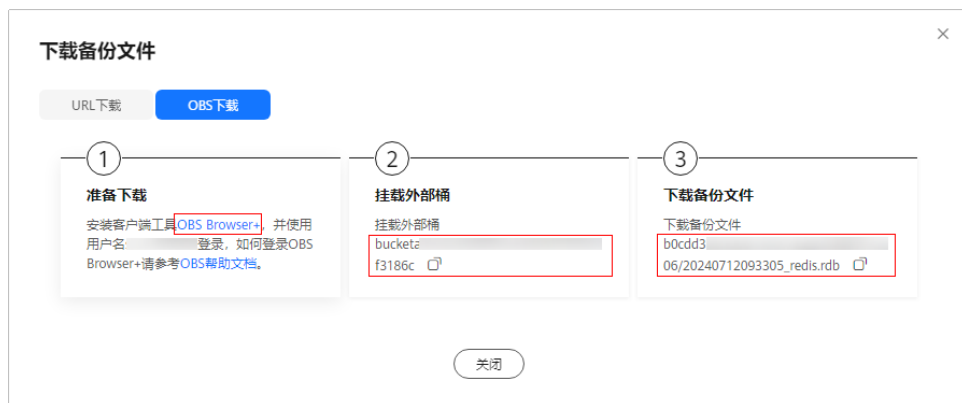 下载备份文件
URL下载
OBS下载
1
准备下载
安装客户端工具OBS Browser+，并使用
用户名 登录，如何登录OBS
Browser+请参考OBS帮助文档。
2
挂载外部桶
挂载外部桶
bucketa
f3186c
3
下载备份文件
下载备份文件
b0cdd3
06/20240712093305_redis.rdb
关闭